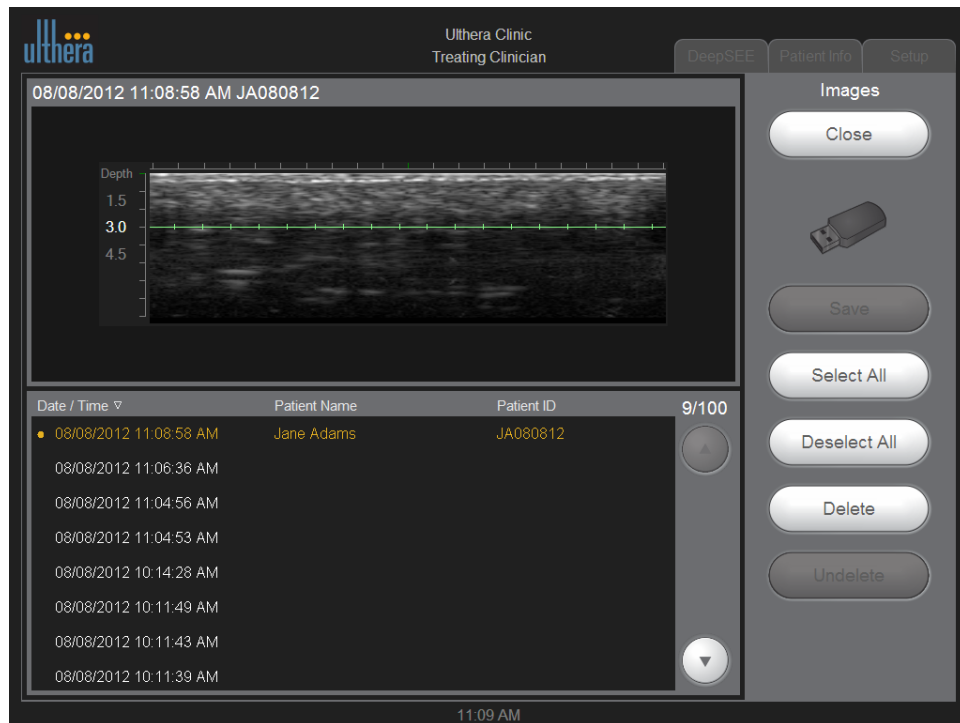 ulthera
Ulthera Clinic
Treating Clinician
DeepSEE
Patient Info
Setup
08/08/2012 11:08:58 AM JA080812
Images
Close
Depth
1.5
3.0
4.5
Save
Select All
Date / Time ▿ Patient Name Patient ID 9/100
08/08/2012 11:08:58 AM Jane Adams JA080812
Deselect All
08/08/2012 11:06:36 AM
08/08/2012 11:04:56 AM
Delete
08/08/2012 11:04:53 AM
08/08/2012 10:14:28 AM
Undelete
08/08/2012 10:11:49 AM
08/08/2012 10:11:43 AM
08/08/2012 10:11:39 AM
11:09 AM